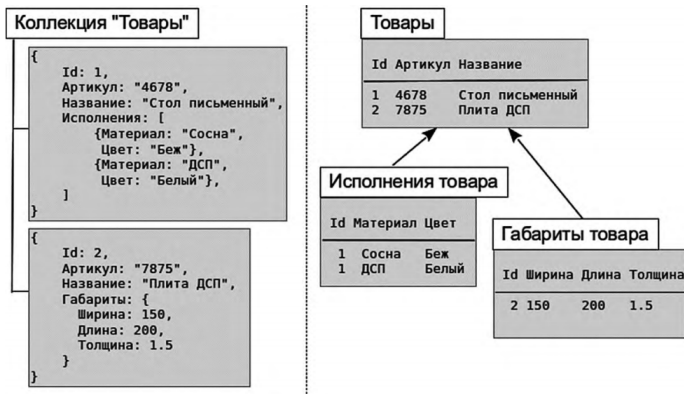 Коллекция "Товары"
{
Id: 1,
Артикул: "4678",
Название: "Стол письменный",
Исполнения: [
{Материал: "Сосна",
Цвет: "Беж"},
{Материал: "ДСП",
Цвет: "Белый"},
]
}
{
Id: 2,
Артикул: "7875",
Название: "Плита ДСП",
Габариты: {
Ширина: 150,
Длина: 200,
Толщина: 1.5
}
}
Товары
Id Артикул Название
1 4678 Стол письменный
2 7875 Плита ДСП
Исполнения товара
Id Материал Цвет
1 Сосна Беж
1 ДСП Белый
Габариты товара
Id Ширина Длина Толщина
2 150 200 1.5